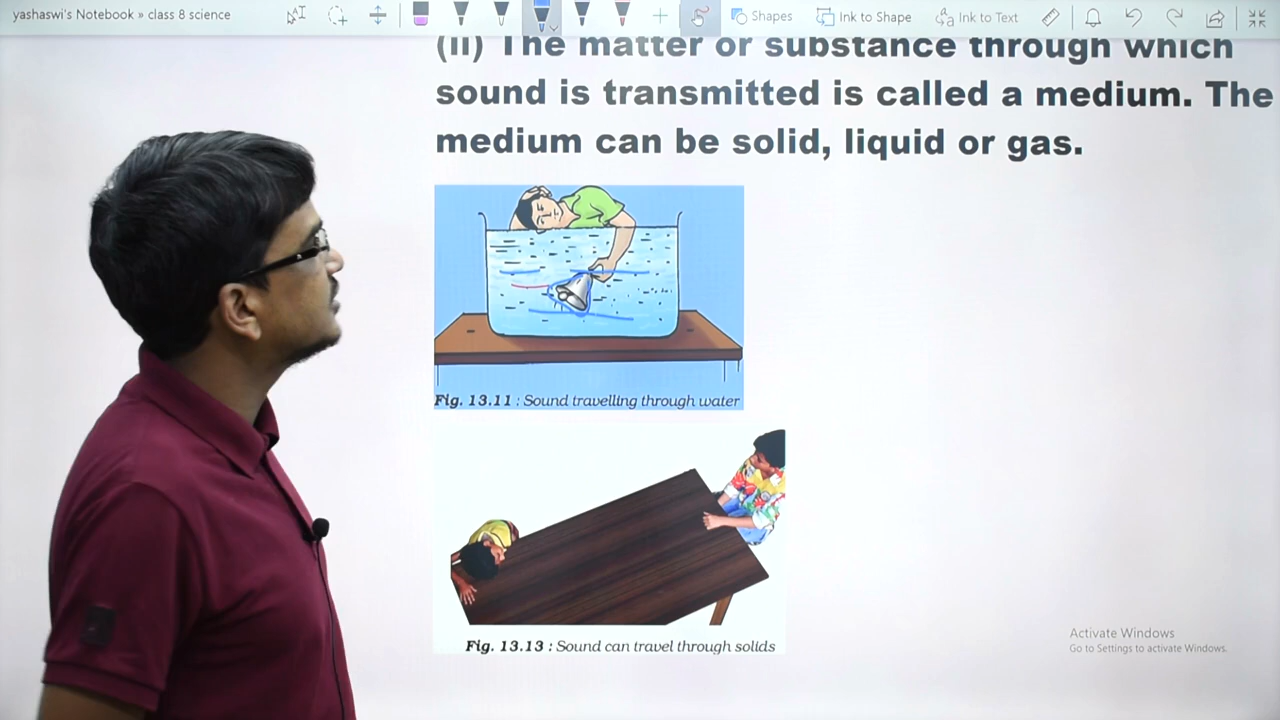 yashaswi's Notebook » class 8 science
Shapes
Ink to Shape
Ink to Text
(ii) The matter or substance through which
sound is transmitted is called a medium. The
medium can be solid, liquid or gas.
Fig. 13.11 : Sound travelling through water
Fig. 13.13 : Sound can travel through solids
Activate Windows
Go to Settings to activate Windows.